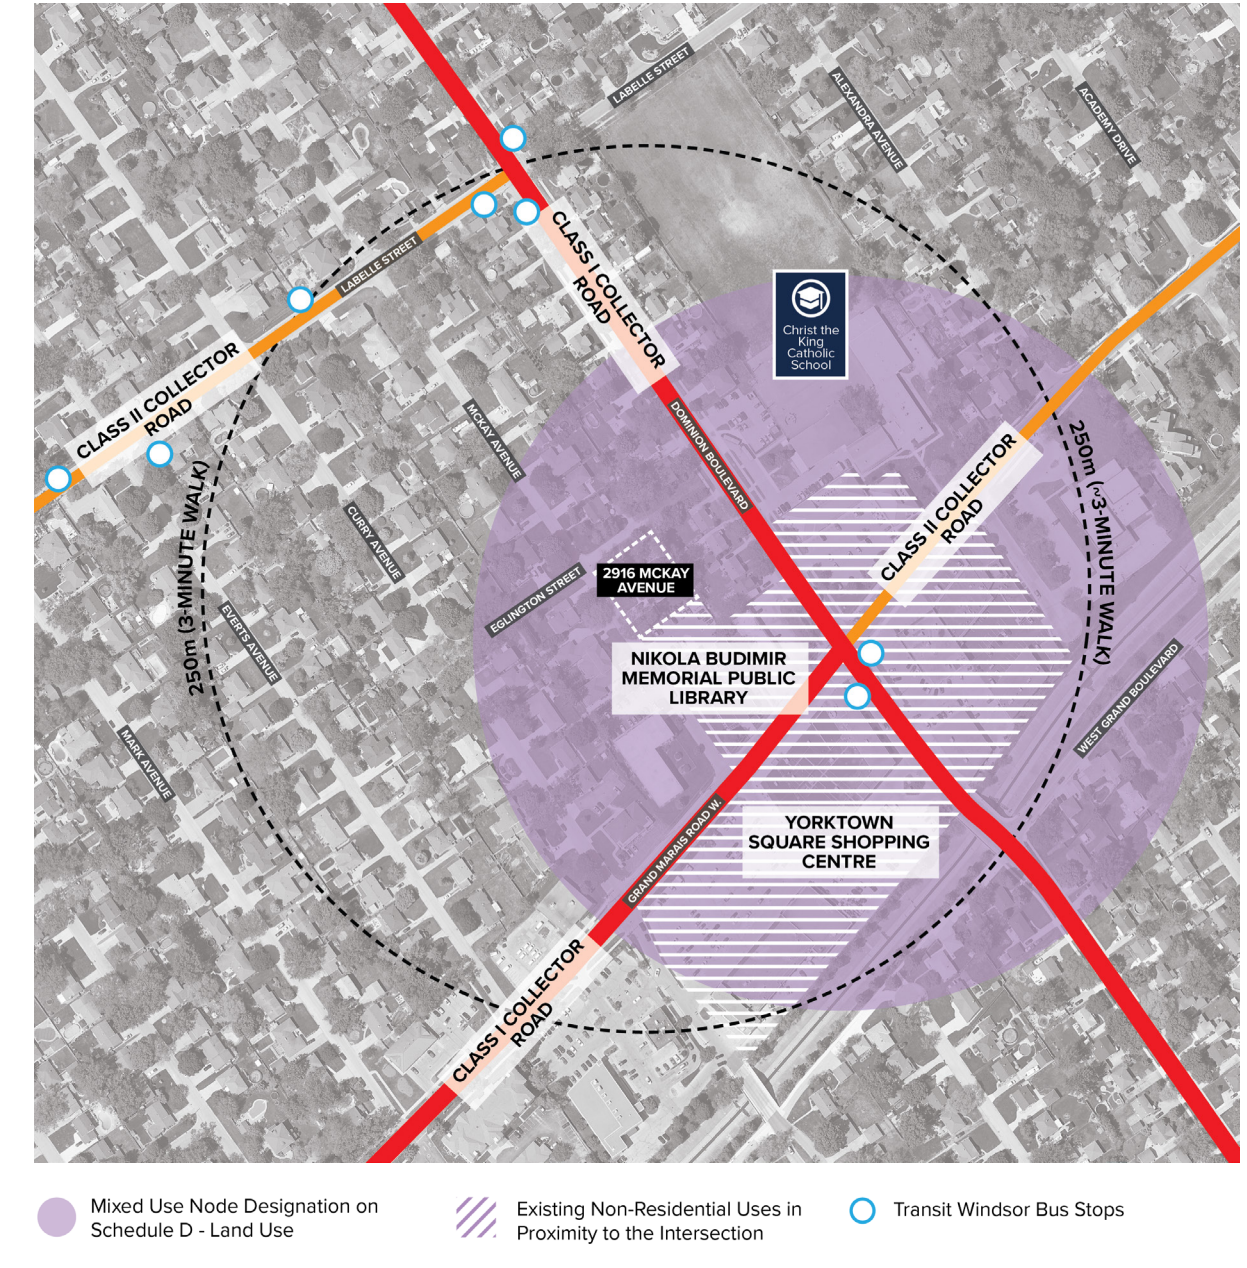 LABELLE STREET
ALEXANDRA AVENUE
ACADEMY DRIVE
CLASS I COLLECTOR
ROAD
LABELLE STREET
Christ the
King
Catholic
School
CLASS II COLLECTOR
ROAD
MCKAY AVENUE
DOMINION BOULEVARD
250m (~3-MINUTE WALK)
CLASS II COLLECTOR
ROAD
250m (3-MINUTE WALK)
CURRY AVENUE
2916 MCKAY
AVENUE
EGLINGTON STREET
EVERTS AVENUE
NIKOLA BUDIMIR
MEMORIAL PUBLIC
LIBRARY
WEST GRAND BOULEVARD
MARK AVENUE
GRAND MARAIS ROAD W.
YORKTOWN
SQUARE SHOPPING
CENTRE
CLASS I COLLECTOR
ROAD
Mixed Use Node Designation on
Schedule D - Land Use
Existing Non-Residential Uses in
Proximity to the Intersection
Transit Windsor Bus Stops